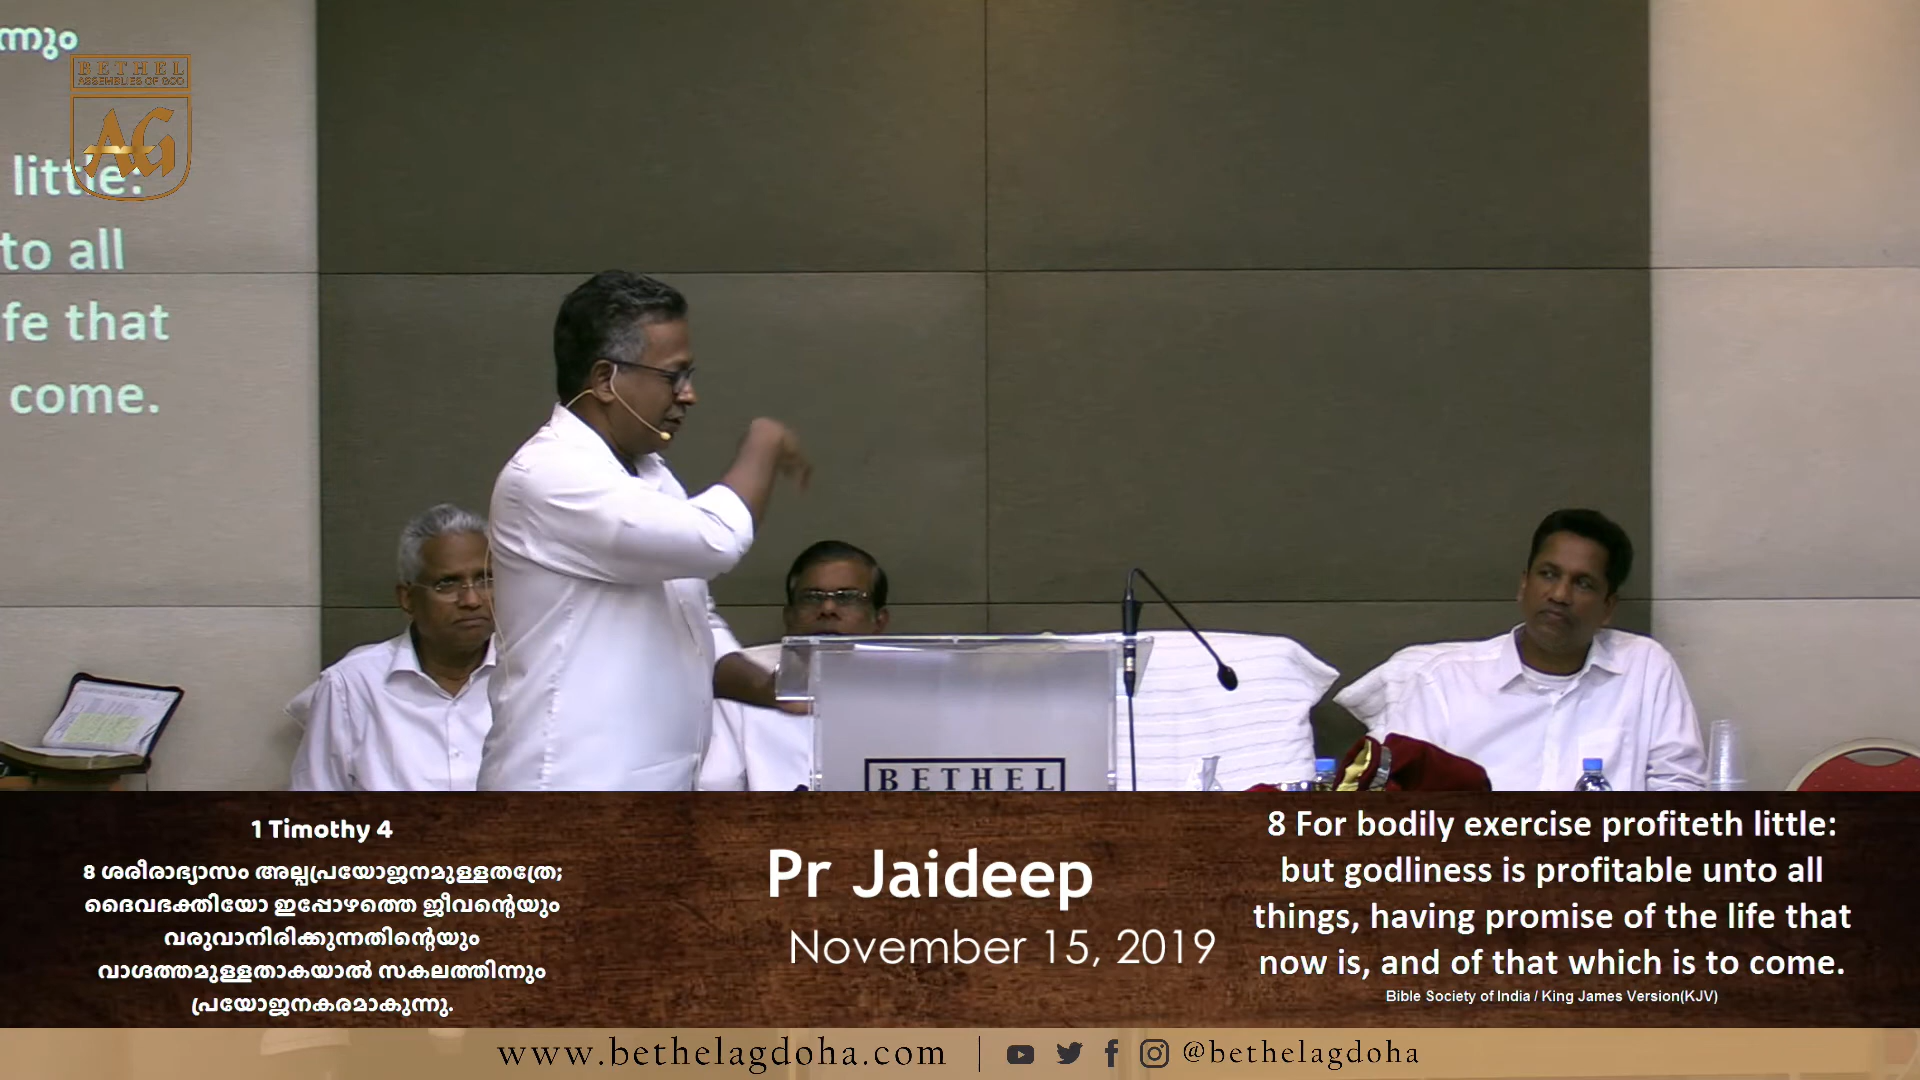 ന്നും
BETHEL
ASSEMBLIES OF GOD
AG
little:
to all
fe that
come.
BETHEL
1 Timothy 4
8 ശരീരാഭ്യാസം അല്പപ്രയോജനമുള്ളതത്രേ;
ദൈവഭക്തിയോ ഇപ്പോഴത്തെ ജീവന്റെയും
വരുവാനിരിക്കുന്നതിന്റെയും
വാഗ്ദത്തമുള്ളതാകയാൽ സകലത്തിന്നും
പ്രയോജനകരമാകുന്നു.
Pr Jaideep
November 15, 2019
8 For bodily exercise profiteth little:
but godliness is profitable unto all
things, having promise of the life that
now is, and of that which is to come.
Bible Society of India / King James Version(KJV)
www.bethelagdoha.com | @bethelagdoha